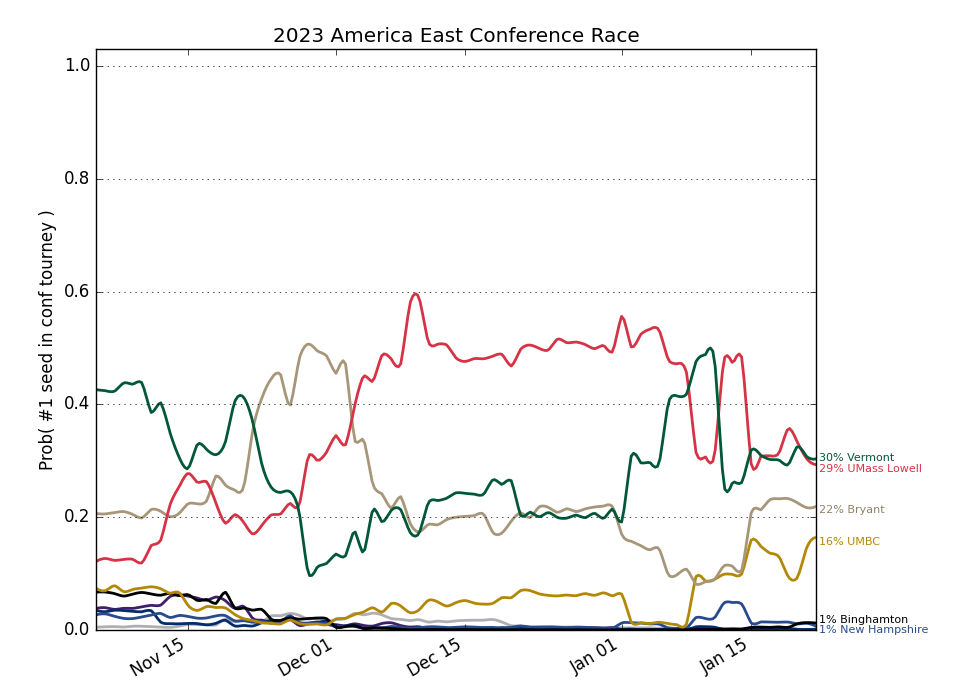 2023 America East Conference Race
Prob( #1 seed in conf tourney )
1.0
0.8
0.6
0.4
0.2
0.0
Nov 15
Dec 01
Dec 15
Jan 01
Jan 15
30% Vermont
29% UMass Lowell
22% Bryant
16% UMBC
1% Binghamton
1% New Hampshire